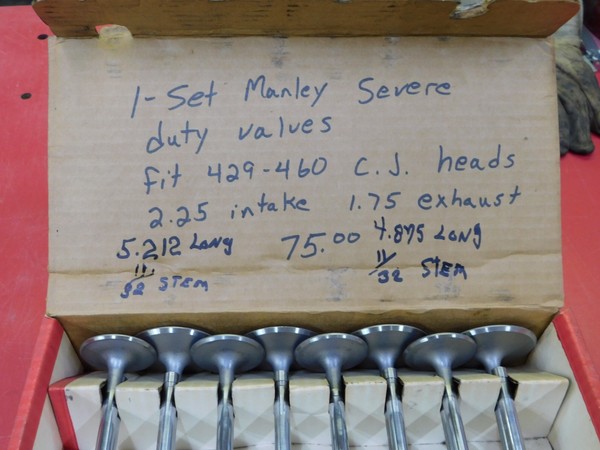 1-Set Manley Severe
duty valves
fit 429-460 C.J. heads
2.25 intake 1.75 exhaust
5.212 LONG 75.00 4.875 LONG
11/32 STEM 11/32 STEM